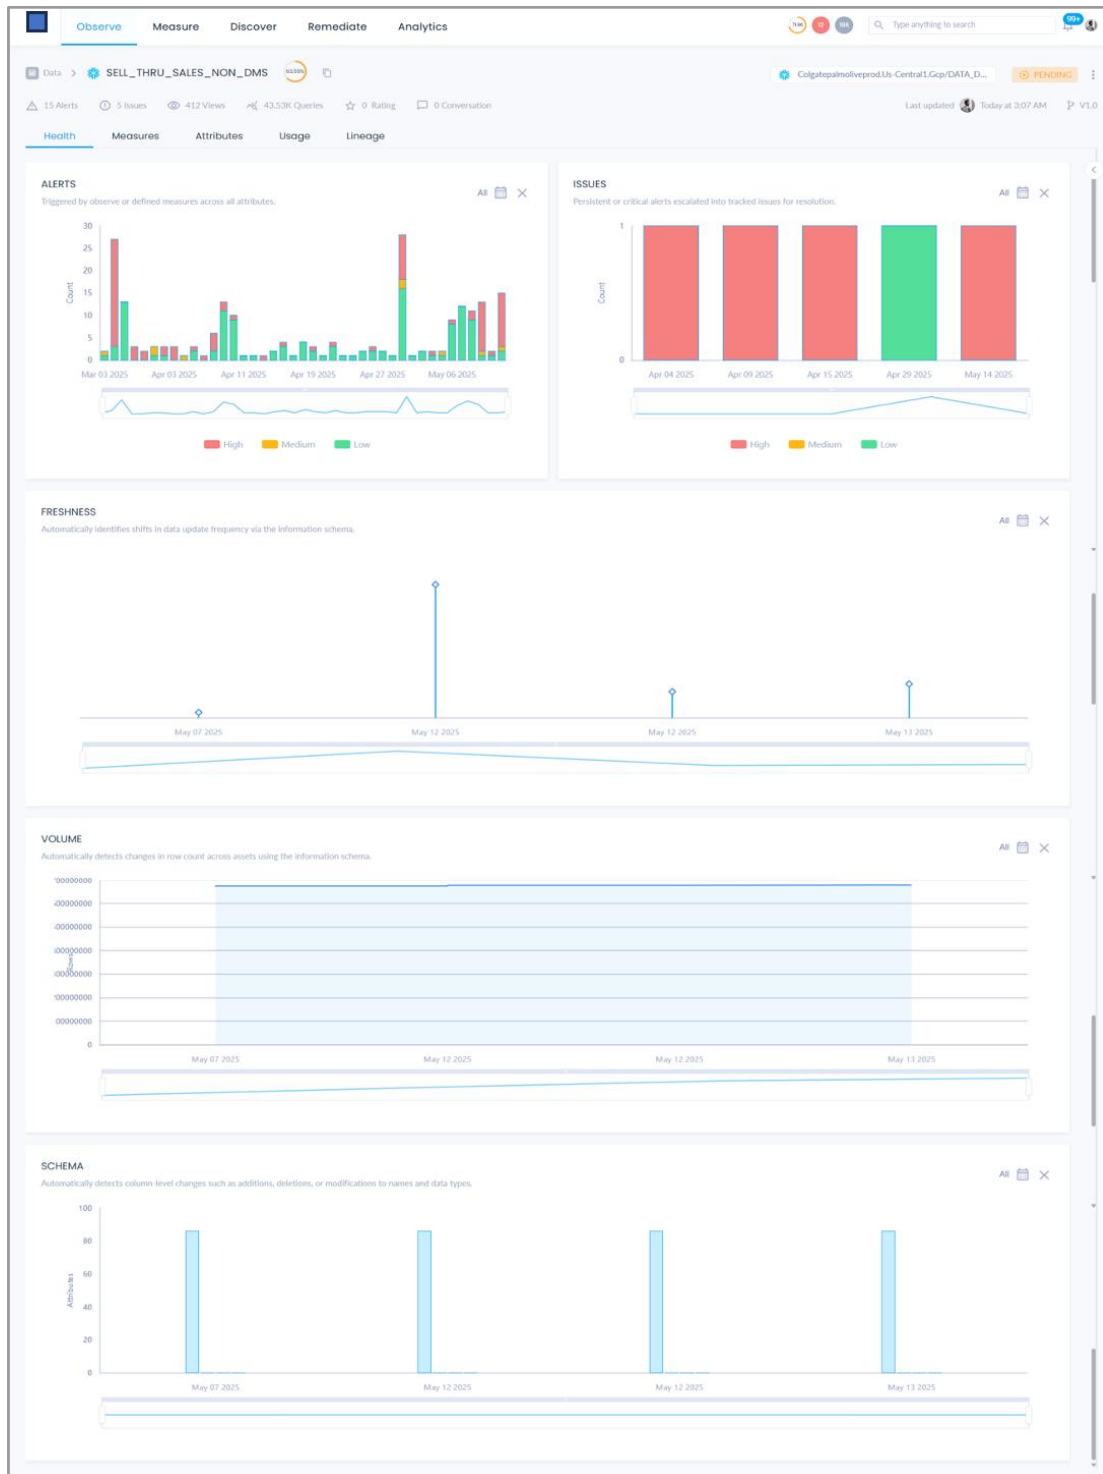 Observe Measure Discover Remediate Analytics
Type anything to search
99+
Data > SELL_THRU_SALES_NON_DMS
Colgatepalmoliveprod.Us-Central1.Gcp/DATA_D...
PENDING
15 Alerts 5 Issues 412 Views 43.53K Queries 0 Rating 0 Conversation
Last updated Today at 3:07 AM V1.0
Health Measures Attributes Usage Lineage
ALERTS
All
Triggered by observe or defined measures across all attributes.
30
25
20
15
10
5
0
Count
Mar 03 2025 Apr 03 2025 Apr 11 2025 Apr 19 2025 Apr 27 2025 May 06 2025
High Medium Low
ISSUES
All
Persistent or critical alerts escalated into tracked issues for resolution.
1
0
Count
Apr 04 2025 Apr 09 2025 Apr 15 2025 Apr 29 2025 May 14 2025
High Medium Low
FRESHNESS
All
Automatically identifies shifts in data update frequency via the information schema.
May 07 2025 May 12 2025 May 12 2025 May 13 2025
VOLUME
All
Automatically detects changes in row count across assets using the information schema.
00000000
0
Rows
May 07 2025 May 12 2025 May 12 2025 May 13 2025
SCHEMA
All
Automatically detects column-level changes such as additions, deletions, or modifications to names and data types.
100
80
60
40
20
0
Attributes
May 07 2025 May 12 2025 May 12 2025 May 13 2025